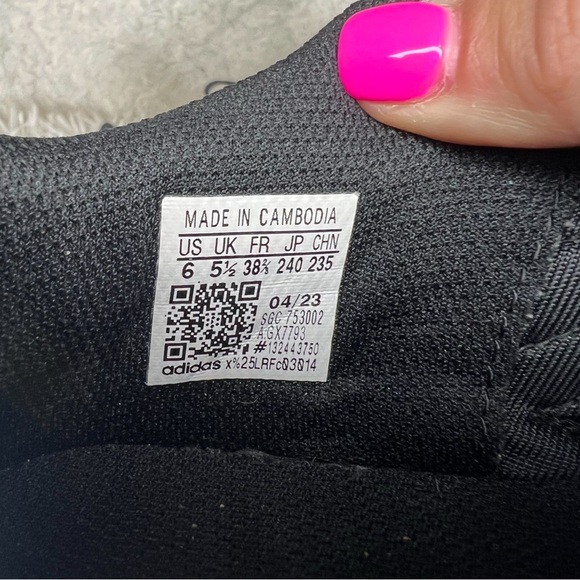 MADE IN CAMBODIA
US UK FR JP CHN
6 5½ 38⅔ 240 235
04/23
SGC 753002
A.GX7793
#132443750
adidas x%25LRFc03014